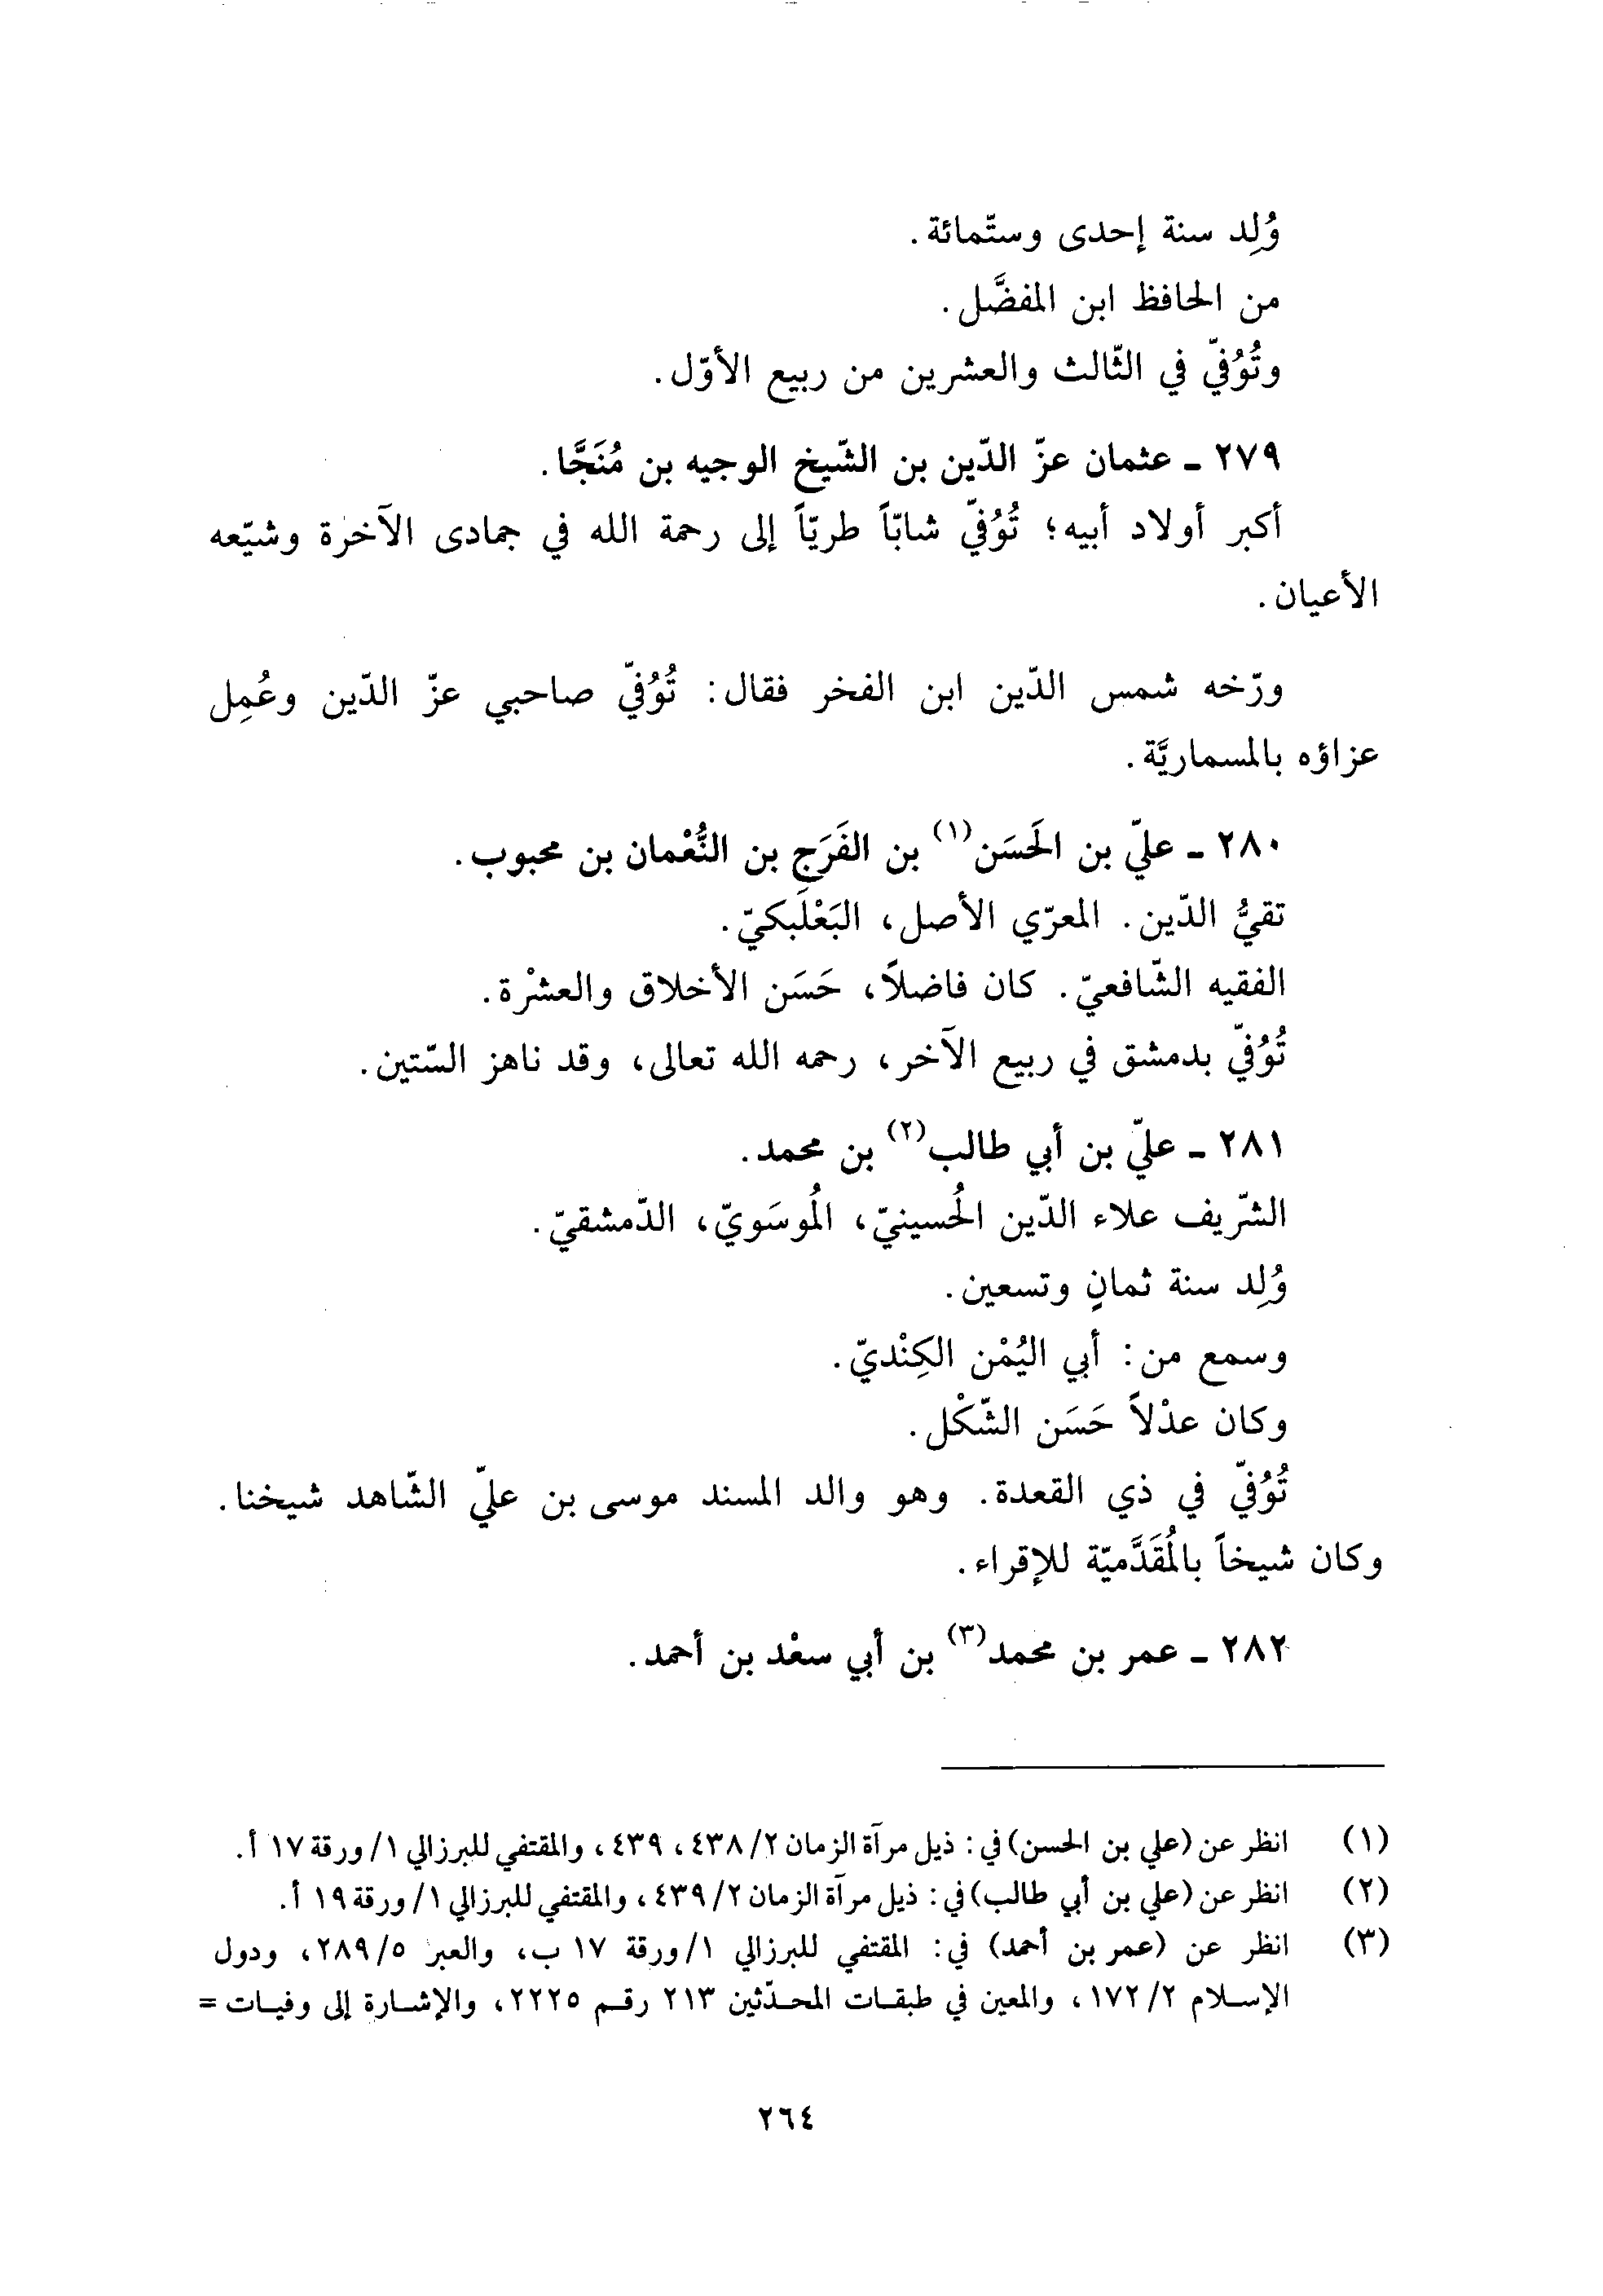 وُلِد سنة إحدى وستّمائة.
من الحافظ ابن المفضَّل.
وتُوُفّي في الثّالث والعشرين من ربيع الأوّل.
٢٧٩ ـ عثمان عزّ الدّين بن الشّيخ الوجيه بن مُنَجَّا.
أكبر أولاد أبيه؛ تُوُفّي شابّاً طريّاً إلى رحمة الله في جمادى الآخرة وشيّعه
الأعيان.
ورّخه شمس الدّين ابن الفخر فقال: تُوُفّي صاحبي عزّ الدّين وعُمِل
عزاؤه بالمسماريَّة.
٢٨٠ ـ عليّ بن الحَسَن(١) بن الفَرَج بن النُّعْمان بن محبوب.
تقيُّ الدّين. المعرّي الأصل، البَعْلَبكيّ.
الفقيه الشّافعيّ. كان فاضلاً، حَسَن الأخلاق والعشْرة.
تُوُفّي بدمشق في ربيع الآخر، رحمه الله تعالى، وقد ناهز السّتين.
٢٨١ ـ عليّ بن أبي طالب(٢) بن محمد.
الشّريف علاء الدّين الحُسينيّ، المُوسَويّ، الدّمشقيّ.
وُلِد سنة ثمانٍ وتسعين.
وسمع من: أبي اليُمْن الكِنْديّ.
وكان عدْلاً حَسَن الشّكْل.
تُوُفّي في ذي القعدة. وهو والد المسند موسى بن عليّ الشّاهد شيخنا.
وكان شيخاً بالمُقَدَّميّة للإقراء.
٢٨٢ ـ عمر بن محمد(٣) بن أبي سعْد بن أحمد.
(١) انظر عن (علي بن الحسن) في: ذيل مرآة الزمان ٤٣٨/٢، ٤٣٩، والمقتفي للبرزالي ١/ورقة ١٧ أ.
(٢) انظر عن (علي بن أبي طالب) في: ذيل مرآة الزمان ٤٣٩/٢، والمقتفي للبرزالي ١/ورقة ١٩ أ.
(٣) انظر عن (عمر بن أحمد) في: المقتفي للبرزالي ١/ورقة ١٧ ب، والعبر ٢٨٩/٥، ودول
الإسلام ١٧٢/٢، والمعين في طبقات المحدّثين ٢١٣ رقم ٢٢٢٥، والإشارة إلى وفيات =
٢٦٤